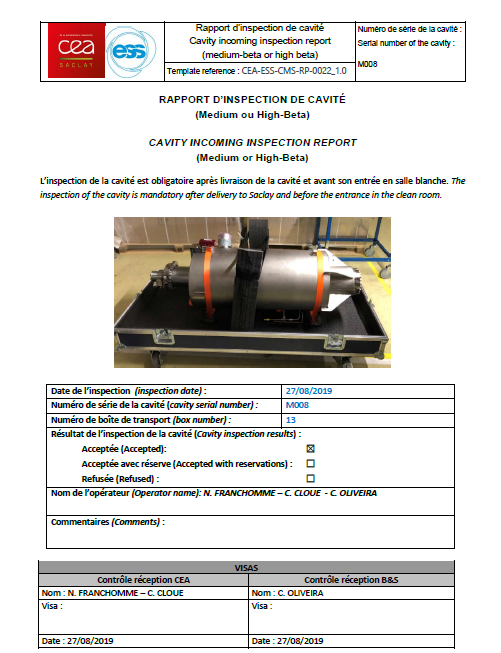 cea
SACLAY
ess
Rapport d'inspection de cavité
Cavity incoming inspection report
(medium-beta or high beta)
Template reference : CEA-ESS-CMS-RP-0022_1.0
Numéro de série de la cavité :
Serial number of the cavity :
M008
RAPPORT D'INSPECTION DE CAVITÉ
(Medium ou High-Beta)
CAVITY INCOMING INSPECTION REPORT
(Medium or High-Beta)
L'inspection de la cavité est obligatoire après livraison de la cavité et avant son entrée en salle blanche. The
inspection of the cavity is mandatory after delivery to Saclay and before the entrance in the clean room.
Date de l'inspection (inspection date) : 27/08/2019
Numéro de série de la cavité (cavity serial number) : M008
Numéro de boîte de transport (box number) : 13
Résultat de l'inspection de la cavité (Cavity inspection results) :
Acceptée (Accepted): ☒
Acceptée avec réserve (Accepted with reservations) : ☐
Refusée (Refused) : ☐
Nom de l'opérateur (Operator name): N. FRANCHOMME – C. CLOUE - C. OLIVEIRA
Commentaires (Comments) :
VISAS
Contrôle réception CEA Contrôle réception B&S
Nom : N. FRANCHOMME – C. CLOUE Nom : C. OLIVEIRA
Visa : Visa :
Date : 27/08/2019 Date : 27/08/2019